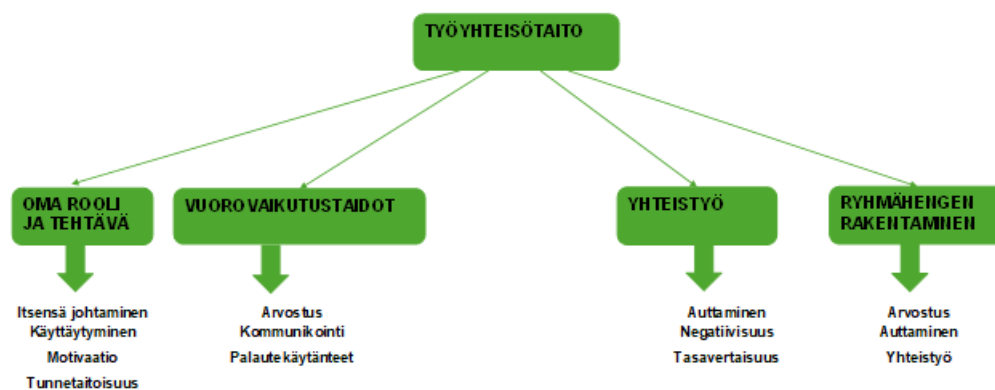 TYÖYHTEISÖTAITO
OMA ROOLI
JA TEHTÄVÄ
VUOROVAIKUTUSTAIDOT
YHTEISTYÖ
RYHMÄHENGEN
RAKENTAMINEN
Itsensä johtaminen
Käyttäytyminen
Motivaatio
Tunnetaitoisuus
Arvostus
Kommunikointi
Palautekäytänteet
Auttaminen
Negatiivisuus
Tasavertaisuus
Arvostus
Auttaminen
Yhteistyö